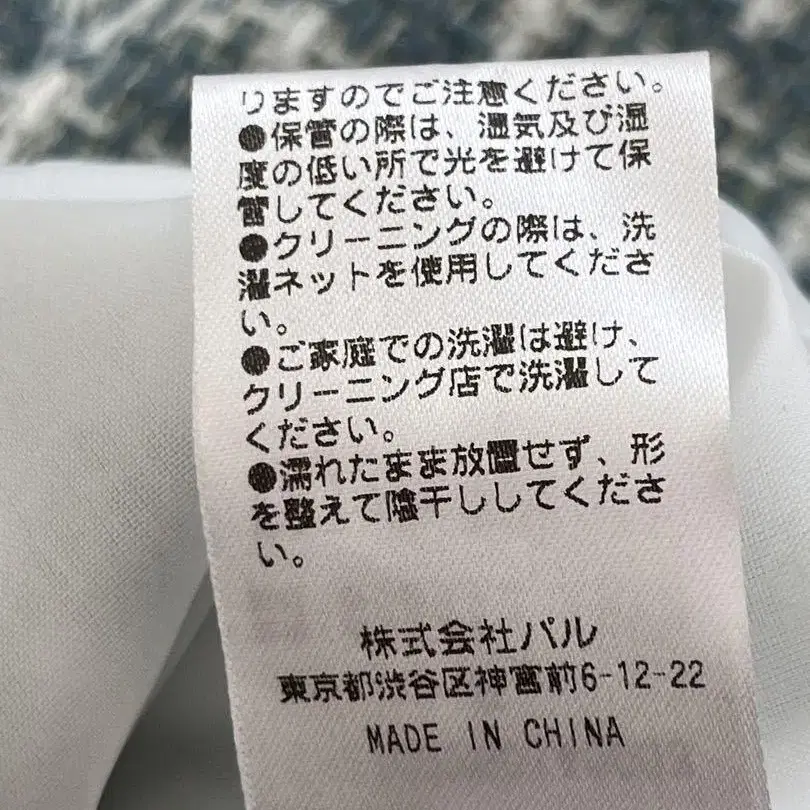 りますのでご注意ください。
●保管の際は、湿気及び湿
度の低い所で光を避けて保
管してください。
●クリーニングの際は、洗
濯ネットを使用してくださ
い。
●ご家庭での洗濯は避け、
クリーニング店で洗濯して
ください。
●濡れたまま放置せず、形
を整えて陰干ししてくださ
い。
株式会社パル
東京都渋谷区神宮前6-12-22
MADE IN CHINA